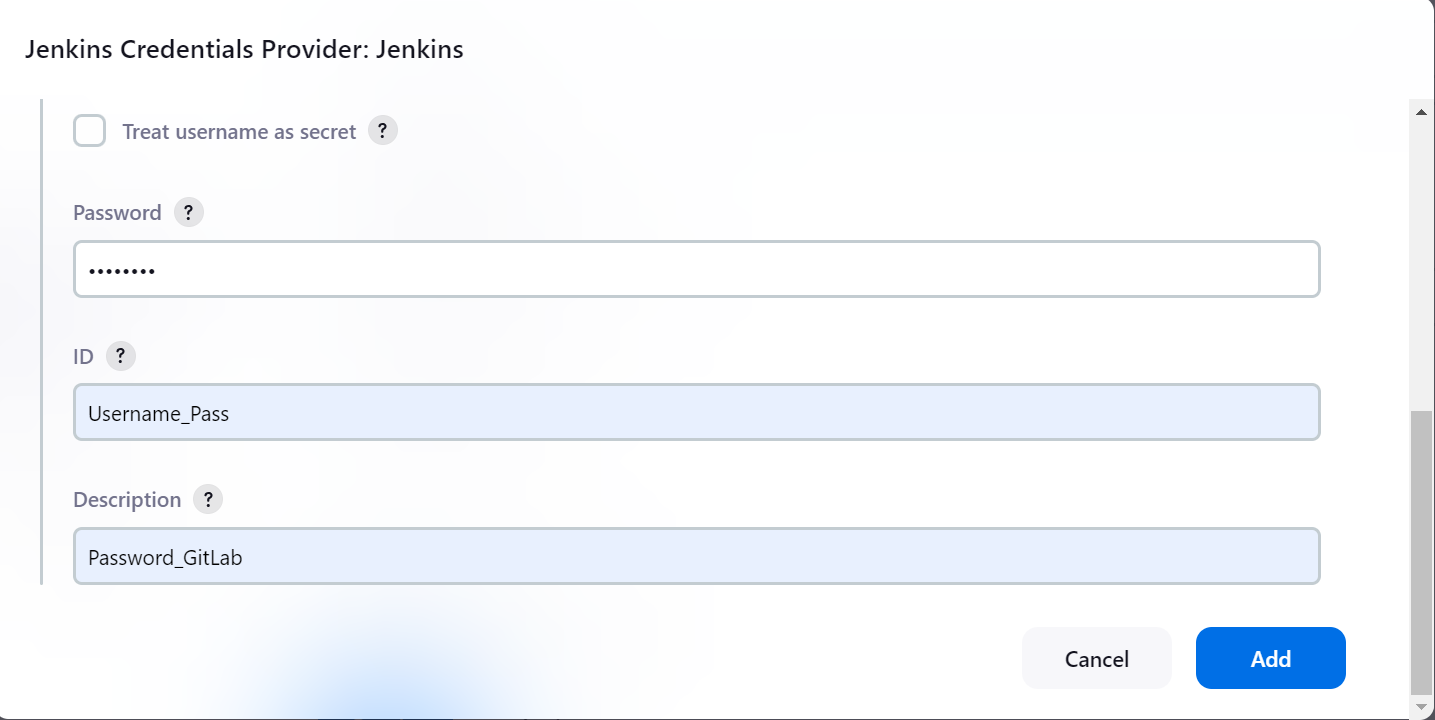 Jenkins Credentials Provider: Jenkins
Treat username as secret ?
Password ?
••••••••
ID ?
Username_Pass
Description ?
Password_GitLab
Cancel Add